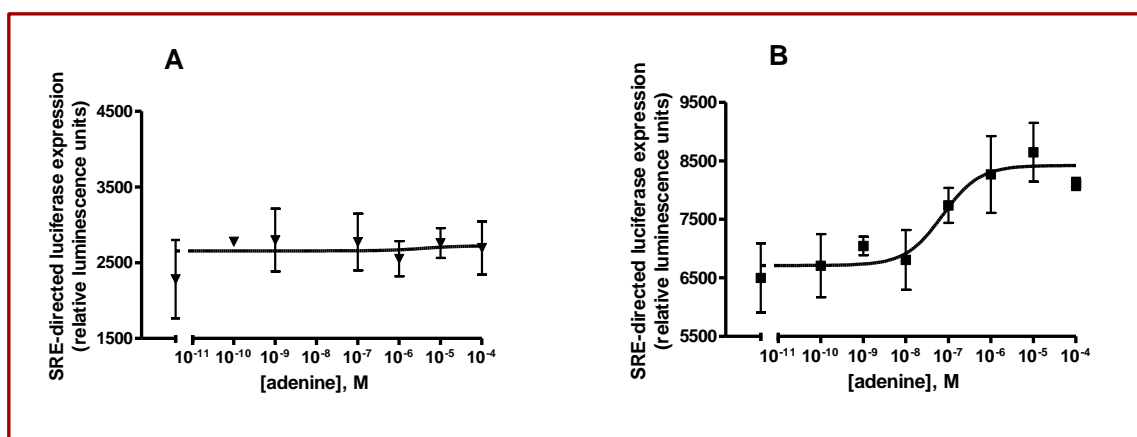 A
SRE-directed luciferase expression
(relative luminescence units)
4500
3500
2500
1500
10⁻¹¹ 10⁻¹⁰ 10⁻⁹ 10⁻⁸ 10⁻⁷ 10⁻⁶ 10⁻⁵ 10⁻⁴
[adenine], M
B
SRE-directed luciferase expression
(relative luminescence units)
9500
8500
7500
6500
5500
10⁻¹¹ 10⁻¹⁰ 10⁻⁹ 10⁻⁸ 10⁻⁷ 10⁻⁶ 10⁻⁵ 10⁻⁴
[adenine], M